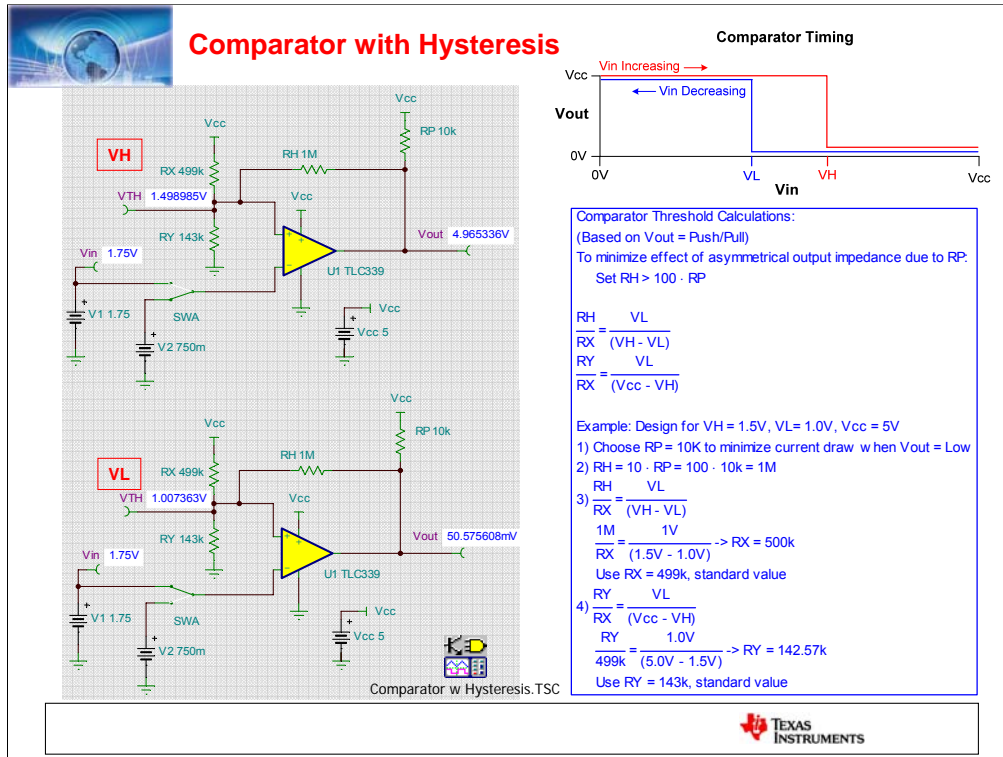 Comparator with Hysteresis
Comparator Timing
Vin Increasing
Vcc
Vin Decreasing
Vout
0V
0V
VL
VH
Vcc
Vin
Vcc
Vcc
RP 10k
VH
RH 1M
RX 499k
Vcc
VTH 1.498985V
Vout 4.965336V
RY 143k
Vin 1.75V
U1 TLC339
Vcc
V1 1.75
SWA
Vcc 5
V2 750m
Vcc
Vcc
RP 10k
RH 1M
VL
RX 499k
Vcc
VTH 1.007363V
Vout 50.575608mV
RY 143k
Vin 1.75V
U1 TLC339
Vcc
V1 1.75
SWA
Vcc 5
V2 750m
Comparator w Hysteresis.TSC
Comparator Threshold Calculations:
(Based on Vout = Push/Pull)
To minimize effect of asymmetrical output impedance due to RP:
Set RH > 100 · RP
RH VL
= 
RX (VH - VL)
RY VL
= 
RX (Vcc - VH)
Example: Design for VH = 1.5V, VL= 1.0V, Vcc = 5V
1) Choose RP = 10K to minimize current draw w hen Vout = Low
2) RH = 10 · RP = 100 · 10k = 1M
RH VL
3) =
RX (VH - VL)
1M 1V
= -> RX = 500k
RX (1.5V - 1.0V)
Use RX = 499k, standard value
RY VL
4) =
RX (Vcc - VH)
RY 1.0V
= -> RY = 142.57k
499k (5.0V - 1.5V)
Use RY = 143k, standard value
TEXAS
INSTRUMENTS